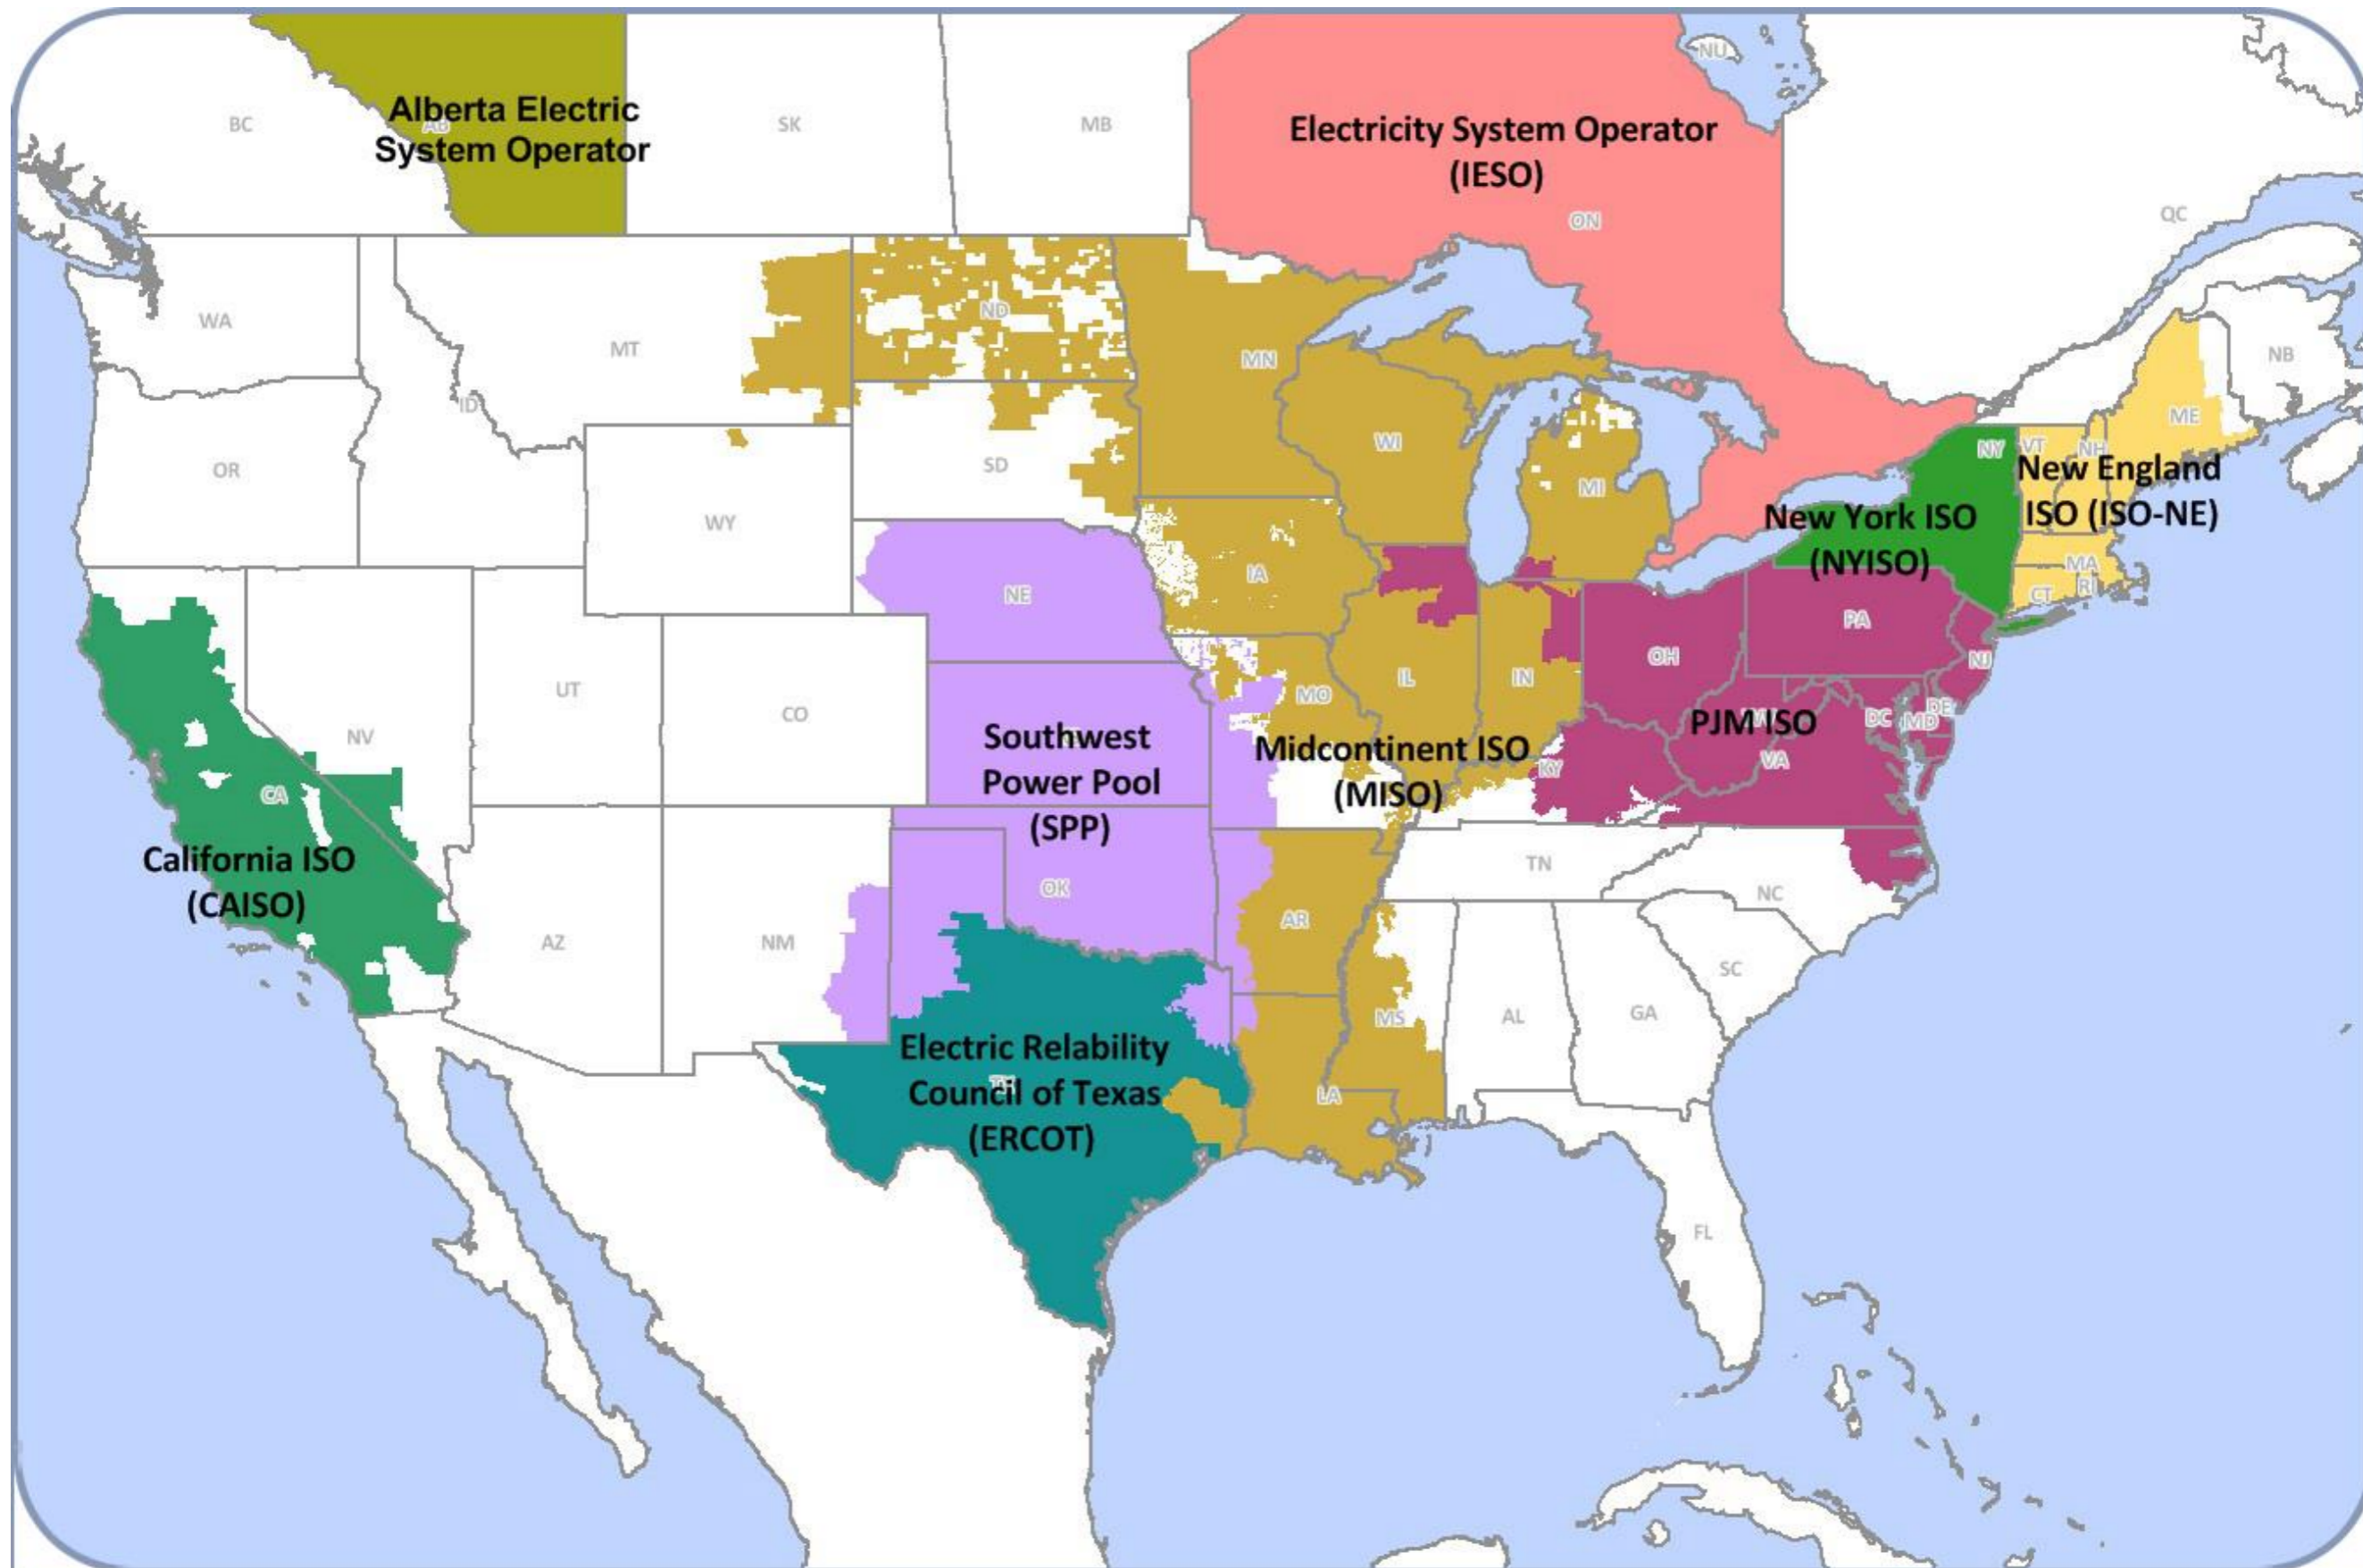 Alberta Electric
System Operator
Electricity System Operator
(IESO)
BC
AB
SK
MB
NU
ON
QC
NB
WA
MT
ND
MN
ID
OR
SD
WI
MI
WY
NY
VT
NH
ME
New England
ISO (ISO-NE)
New York ISO
(NYISO)
MA
CT
RI
NE
IA
PA
OH
NJ
UT
CO
NV
CA
MO
IL
IN
DE
DC
MD
VA
KY
PJM ISO
Southwest
Power Pool
(SPP)
Midcontinent ISO
(MISO)
California ISO
(CAISO)
AZ
NM
OK
AR
TN
NC
SC
MS
AL
GA
LA
FL
Electric Relability
Council of Texas
(ERCOT)